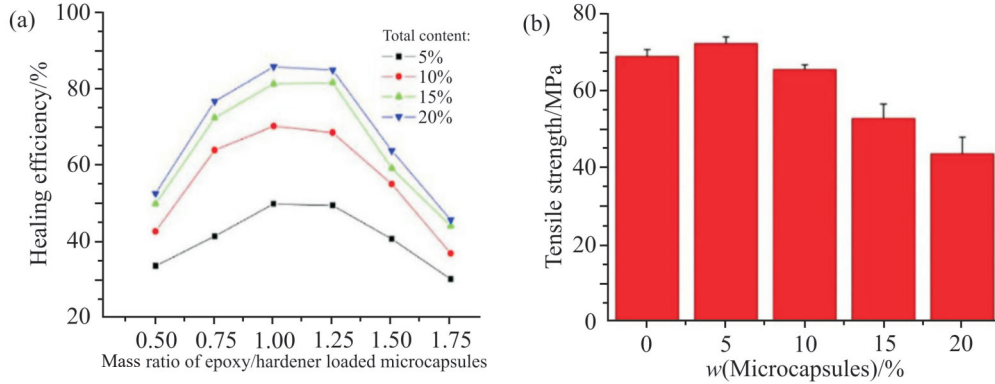 (a)
100
80
60
40
20
Healing efficiency/%
Total content:
5%
10%
15%
20%
0.50 0.75 1.00 1.25 1.50 1.75
Mass ratio of epoxy/hardener loaded microcapsules
(b)
80
60
40
20
0
Tensile strength/MPa
0 5 10 15 20
w(Microcapsules)/%